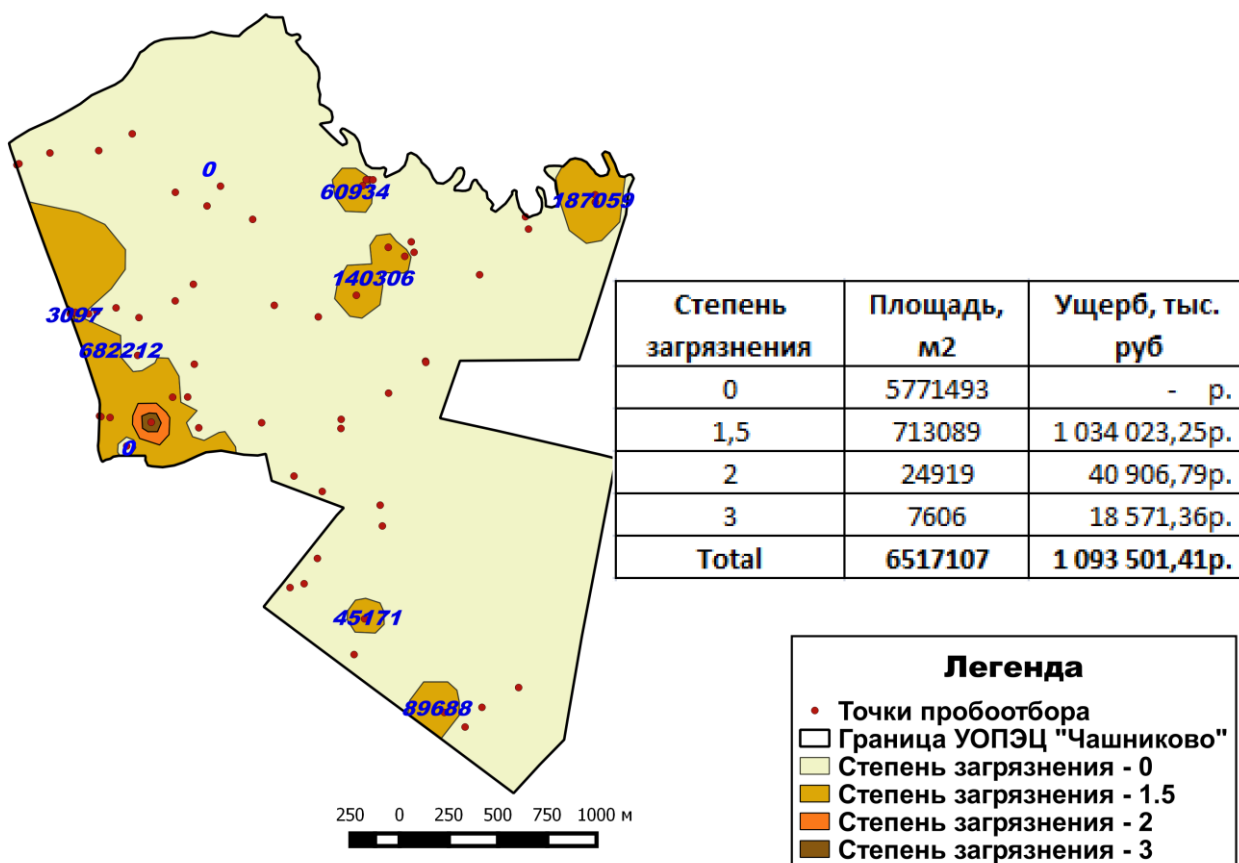 0
60934
187059
140306
3097
682212
0
45171
89688
250 0 250 500 750 1000 м
Степень загрязнения Площадь, м2 Ущерб, тыс. руб
0 5771493 - р.
1,5 713089 1 034 023,25р.
2 24919 40 906,79р.
3 7606 18 571,36р.
Total 6517107 1 093 501,41р.
Легенда
Точки пробоотбора
Граница УОПЭЦ "Чашниково"
Степень загрязнения - 0
Степень загрязнения - 1.5
Степень загрязнения - 2
Степень загрязнения - 3